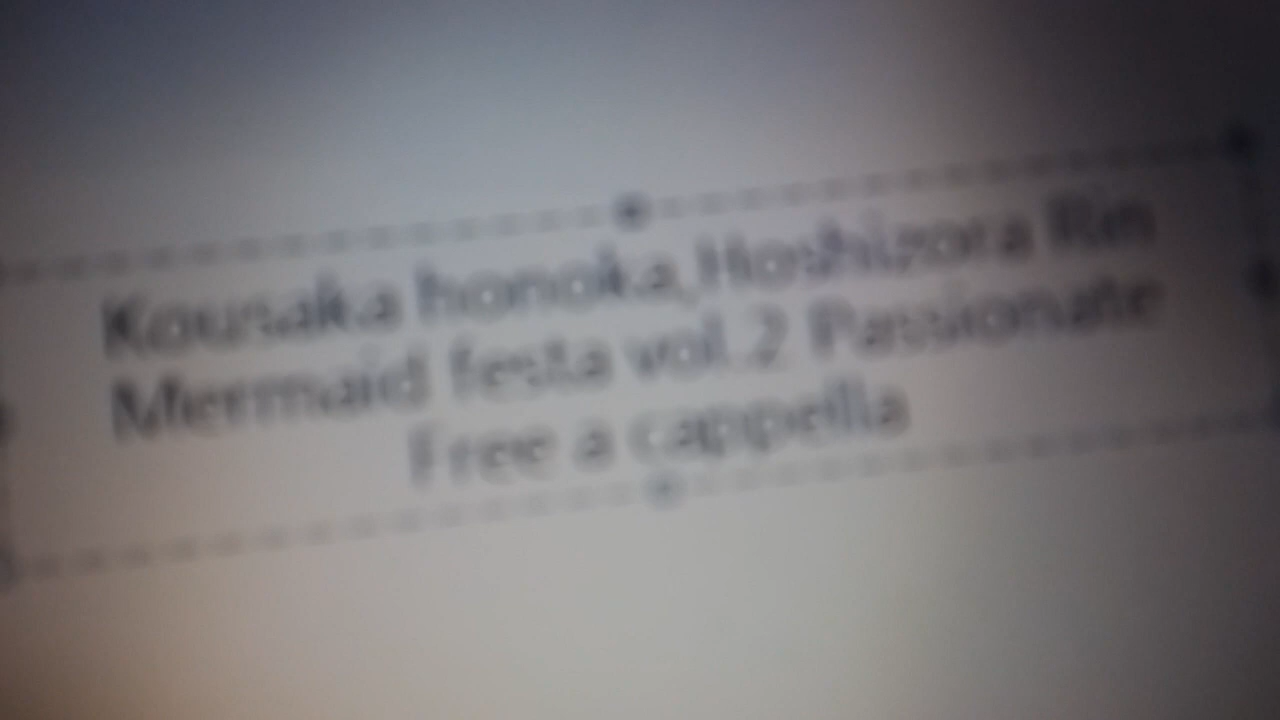 Kousaka honoka,Hoshizora Rin
Mermaid festa vol.2 Passionate
Free a cappella